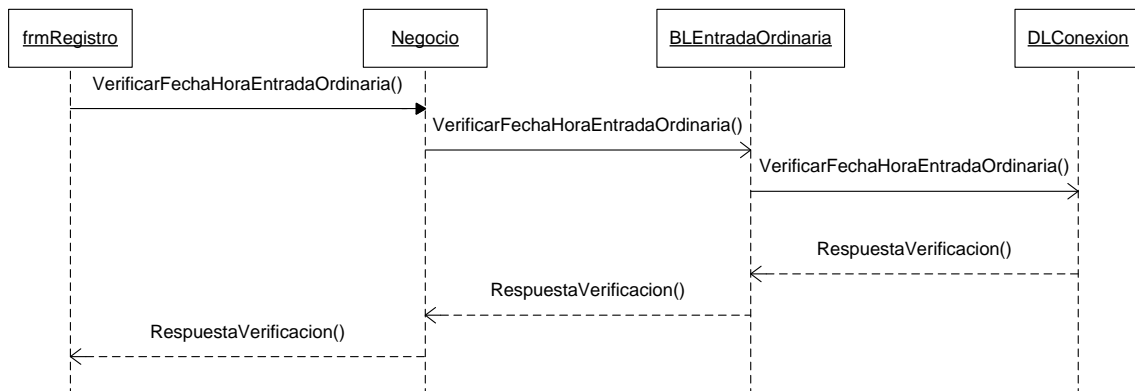 frmRegistro
Negocio
BLEntradaOrdinaria
DLConexion
VerificarFechaHoraEntradaOrdinaria()
VerificarFechaHoraEntradaOrdinaria()
VerificarFechaHoraEntradaOrdinaria()
RespuestaVerificacion()
RespuestaVerificacion()
RespuestaVerificacion()